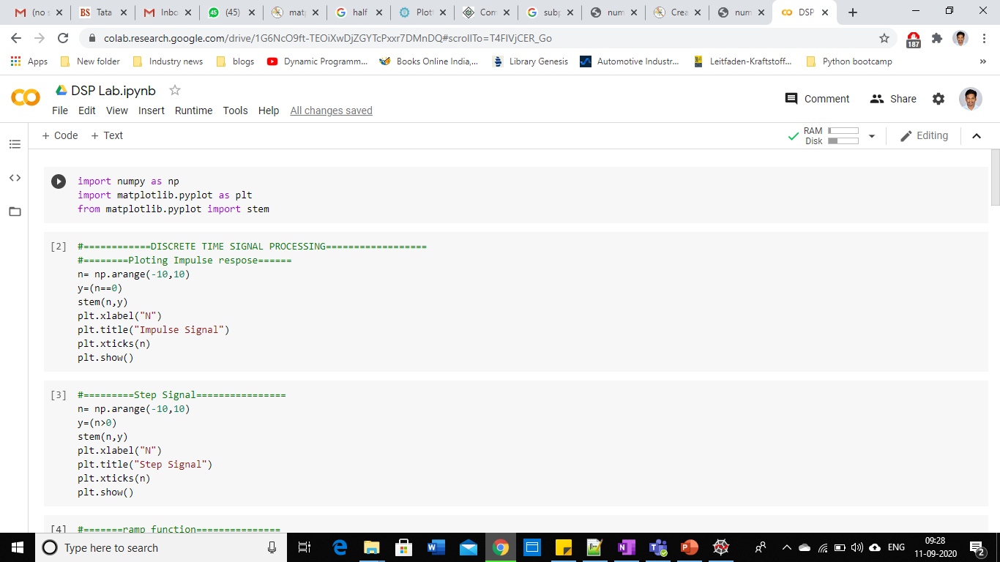 (no s
Tata
Inbo
(45)
matp
half
Plott
Com
subp
num
Crea
num
DSP
colab.research.google.com/drive/1G6NcO9ft-TEOiXwDjZGYTcPxxr7DMnDQ#scrollTo=T4FIVjCER_Go
187
Apps
New folder
Industry news
blogs
Dynamic Programm...
Books Online India,...
Library Genesis
Automotive Industr...
Leitfaden-Kraftstoff...
Python bootcamp
»
DSP Lab.ipynb
File Edit View Insert Runtime Tools Help All changes saved
Comment
Share
+ Code + Text
RAM
Disk
Editing
import numpy as np
import matplotlib.pyplot as plt
from matplotlib.pyplot import stem
[2] #============DISCRETE TIME SIGNAL PROCESSING==================
#========Ploting Impulse respose======
n= np.arange(-10,10)
y=(n==0)
stem(n,y)
plt.xlabel("N")
plt.title("Impulse Signal")
plt.xticks(n)
plt.show()
[3] #=========Step Signal================
n= np.arange(-10,10)
y=(n>0)
stem(n,y)
plt.xlabel("N")
plt.title("Step Signal")
plt.xticks(n)
plt.show()
[4] #=======ramp function===============
Type here to search
ENG
09:28
11-09-2020
2